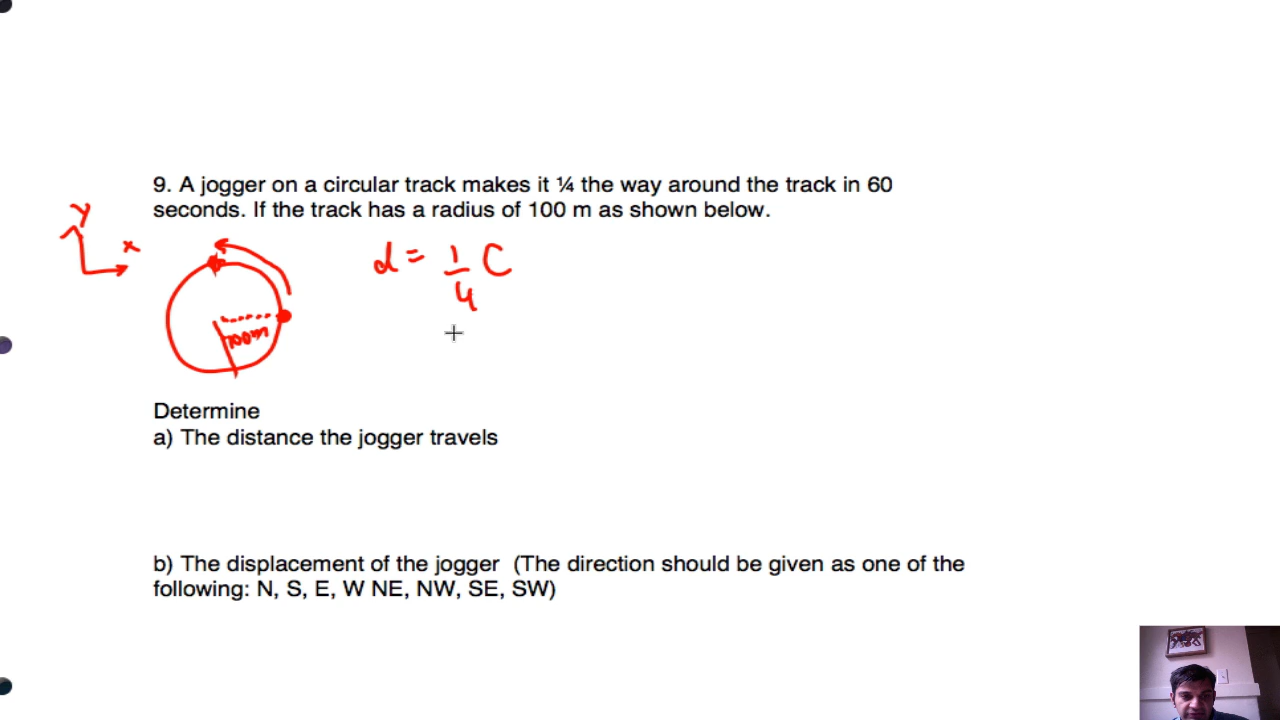 9. A jogger on a circular track makes it ¼ the way around the track in 60
seconds. If the track has a radius of 100 m as shown below.
y
x
d = 1/4 C
100m
Determine
a) The distance the jogger travels
b) The displacement of the jogger (The direction should be given as one of the
following: N, S, E, W NE, NW, SE, SW)